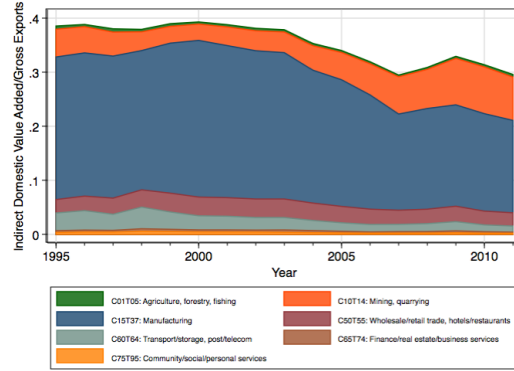 Indirect Domestic Value Added/Gross Exports
.4
.3
.2
.1
0
1995
2000
2005
2010
Year
C01T05: Agriculture, forestry, fishing
C10T14: Mining, quarrying
C15T37: Manufacturing
C50T55: Wholesale/retail trade, hotels/restaurants
C60T64: Transport/storage, post/telecom
C65T74: Finance/real estate/business services
C75T95: Community/social/personal services